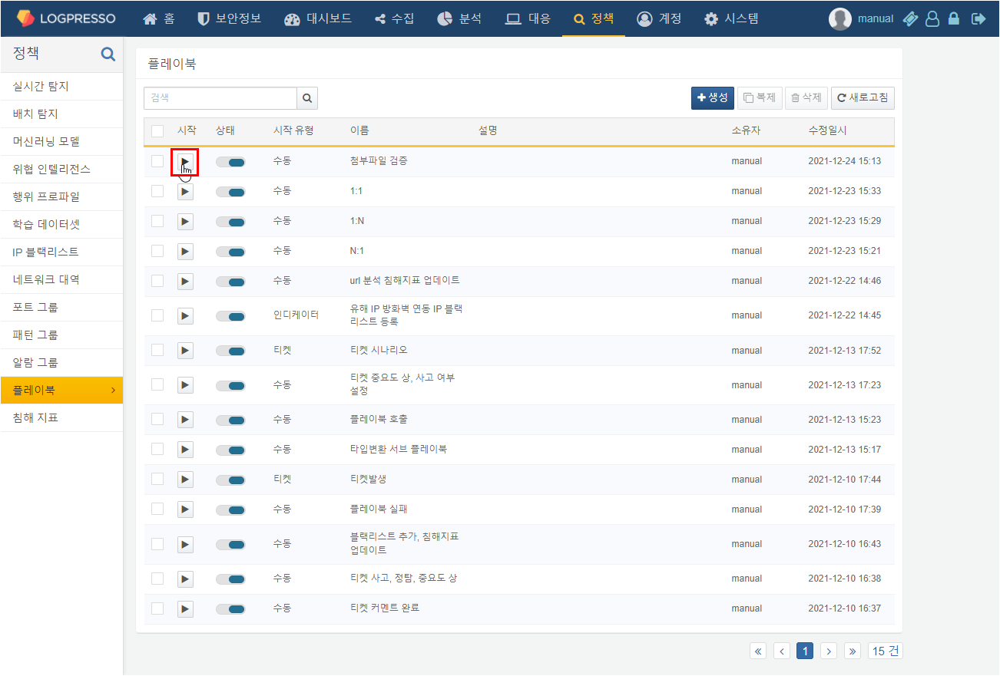 LOGPRESSO 홈 보안정보 대시보드 수집 분석 대응 정책 계정 시스템 manual
정책
실시간 탐지
배치 탐지
머신러닝 모델
위협 인텔리전스
행위 프로파일
학습 데이터셋
IP 블랙리스트
네트워크 대역
포트 그룹
패턴 그룹
알람 그룹
플레이북
침해 지표
플레이북
검색 생성 복제 삭제 새로고침
시작 상태 시작 유형 이름 설명 소유자 수정일시
수동 첨부파일 검증 manual 2021-12-24 15:13
수동 1:1 manual 2021-12-23 15:33
수동 1:N manual 2021-12-23 15:29
수동 N:1 manual 2021-12-23 15:21
수동 url 분석 침해지표 업데이트 manual 2021-12-22 14:46
인디케이터 유해 IP 방화벽 연동 IP 블랙 manual 2021-12-22 14:45
리스트 등록
티켓 티켓 시나리오 manual 2021-12-13 17:52
수동 티켓 중요도 상, 사고 여부 manual 2021-12-13 17:23
설정
수동 플레이북 호출 manual 2021-12-13 15:23
수동 타입변환 서브 플레이북 manual 2021-12-13 15:17
티켓 티켓발생 manual 2021-12-10 17:44
수동 플레이북 실패 manual 2021-12-10 17:39
수동 블랙리스트 추가, 침해지표 manual 2021-12-10 16:43
업데이트
수동 티켓 사고, 정탐, 중요도 상 manual 2021-12-10 16:38
수동 티켓 커멘트 완료 manual 2021-12-10 16:37
« ‹ 1 › » 15 건